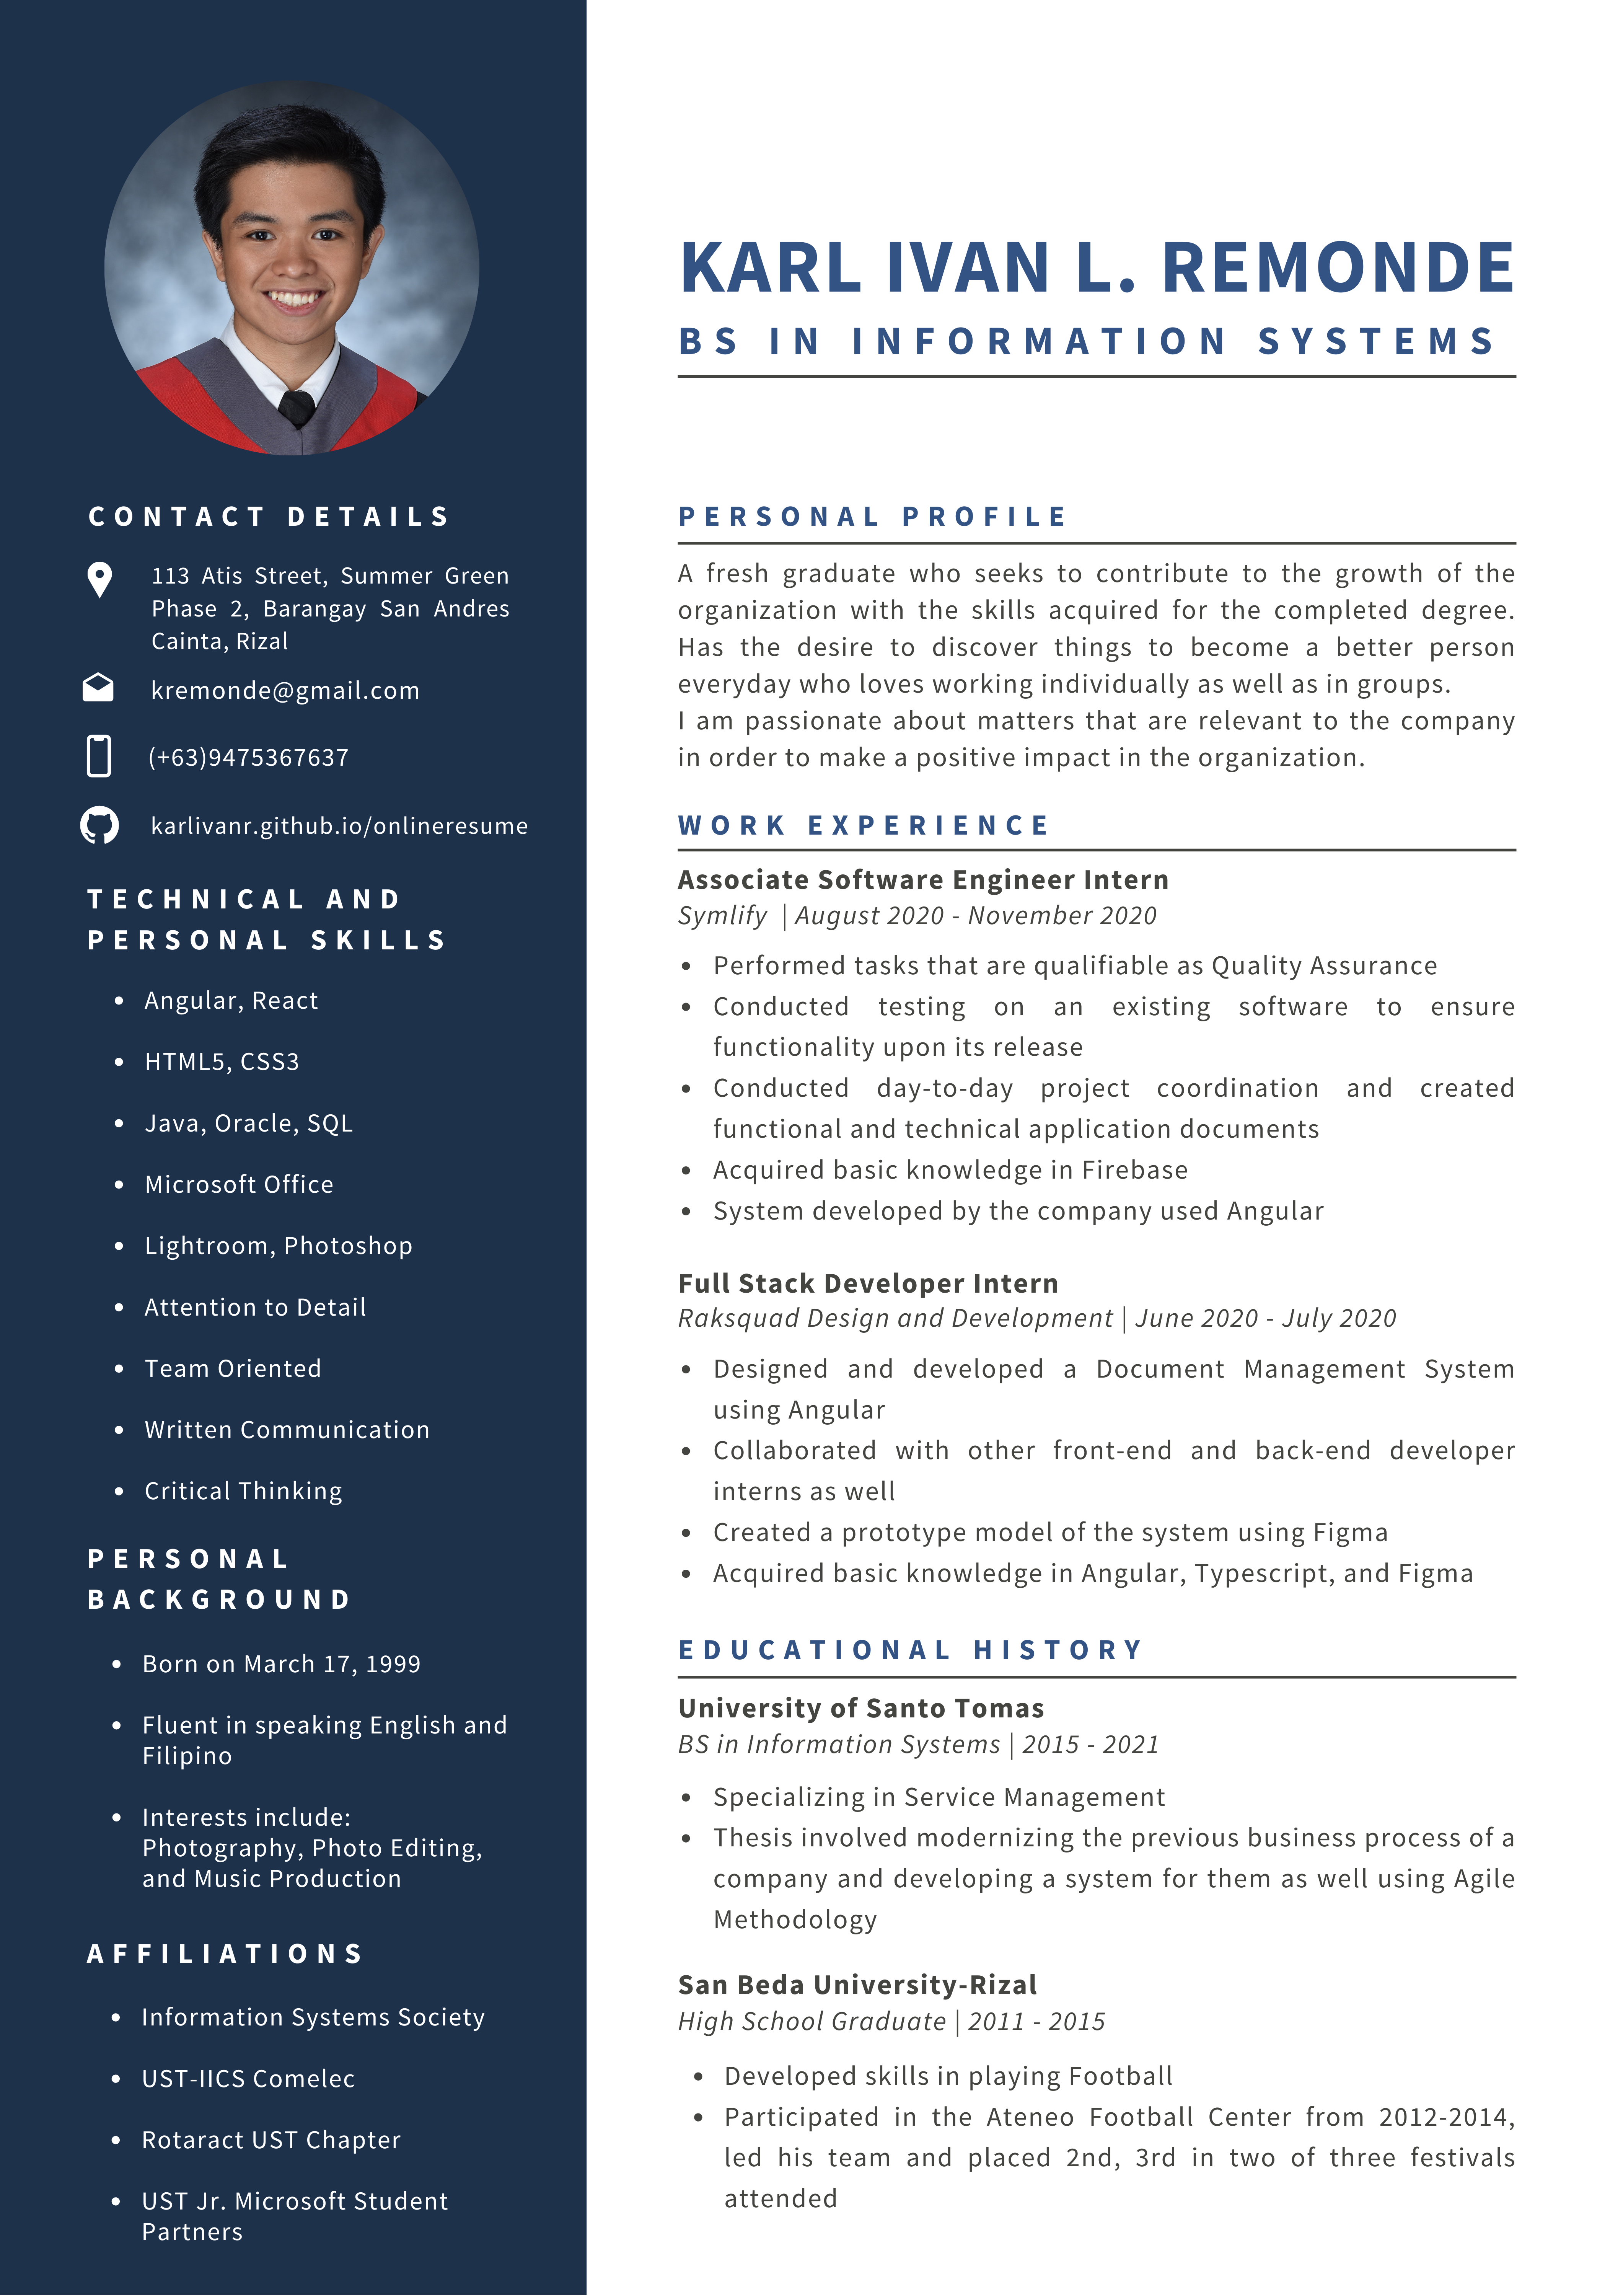 KARL IVAN L. REMONDE
BS IN INFORMATION SYSTEMS
CONTACT DETAILS
113 Atis Street, Summer Green
Phase 2, Barangay San Andres
Cainta, Rizal
kremonde@gmail.com
(+63)9475367637
karlivanr.github.io/onlineresume
TECHNICAL AND
PERSONAL SKILLS
• Angular, React
• HTML5, CSS3
• Java, Oracle, SQL
• Microsoft Office
• Lightroom, Photoshop
• Attention to Detail
• Team Oriented
• Written Communication
• Critical Thinking
PERSONAL
BACKGROUND
• Born on March 17, 1999
• Fluent in speaking English and
Filipino
• Interests include:
Photography, Photo Editing,
and Music Production
AFFILIATIONS
• Information Systems Society
• UST-IICS Comelec
• Rotaract UST Chapter
• UST Jr. Microsoft Student
Partners
PERSONAL PROFILE
A fresh graduate who seeks to contribute to the growth of the
organization with the skills acquired for the completed degree.
Has the desire to discover things to become a better person
everyday who loves working individually as well as in groups.
I am passionate about matters that are relevant to the company
in order to make a positive impact in the organization.
WORK EXPERIENCE
Associate Software Engineer Intern
Symlify | August 2020 - November 2020
• Performed tasks that are qualifiable as Quality Assurance
• Conducted testing on an existing software to ensure
functionality upon its release
• Conducted day-to-day project coordination and created
functional and technical application documents
• Acquired basic knowledge in Firebase
• System developed by the company used Angular
Full Stack Developer Intern
Raksquad Design and Development | June 2020 - July 2020
• Designed and developed a Document Management System
using Angular
• Collaborated with other front-end and back-end developer
interns as well
• Created a prototype model of the system using Figma
• Acquired basic knowledge in Angular, Typescript, and Figma
EDUCATIONAL HISTORY
University of Santo Tomas
BS in Information Systems | 2015 - 2021
• Specializing in Service Management
• Thesis involved modernizing the previous business process of a
company and developing a system for them as well using Agile
Methodology
San Beda University-Rizal
High School Graduate | 2011 - 2015
• Developed skills in playing Football
• Participated in the Ateneo Football Center from 2012-2014,
led his team and placed 2nd, 3rd in two of three festivals
attended